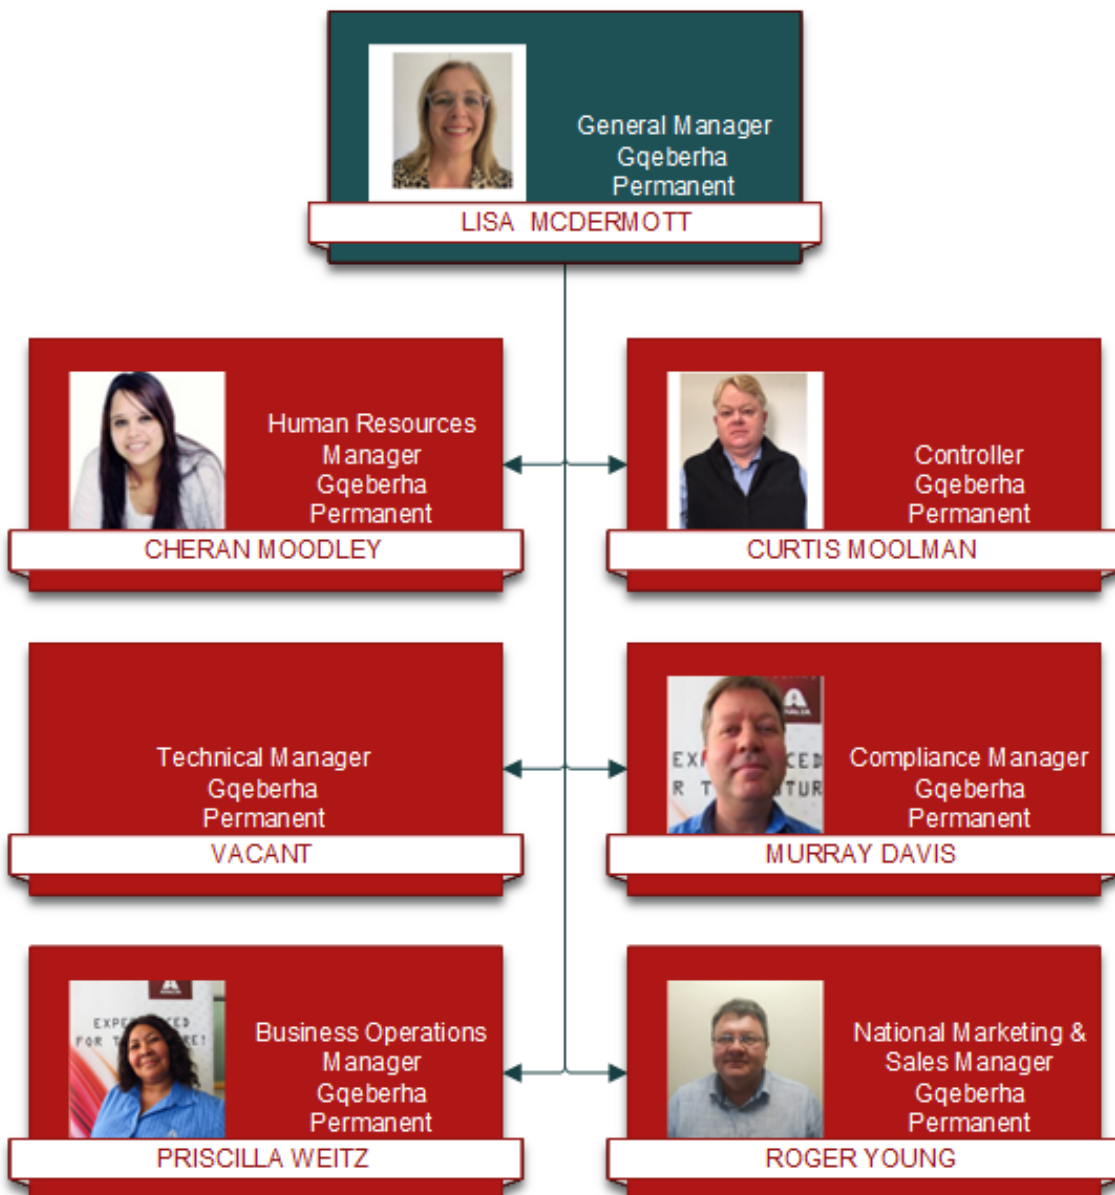 General Manager
Gqeberha
Permanent
LISA MCDERMOTT
Human Resources
Manager
Gqeberha
Permanent
CHERAN MOODLEY
Controller
Gqeberha
Permanent
CURTIS MOOLMAN
Technical Manager
Gqeberha
Permanent
VACANT
Compliance Manager
Gqeberha
Permanent
MURRAY DAVIS
Business Operations
Manager
Gqeberha
Permanent
PRISCILLA WEITZ
National Marketing &
Sales Manager
Gqeberha
Permanent
ROGER YOUNG